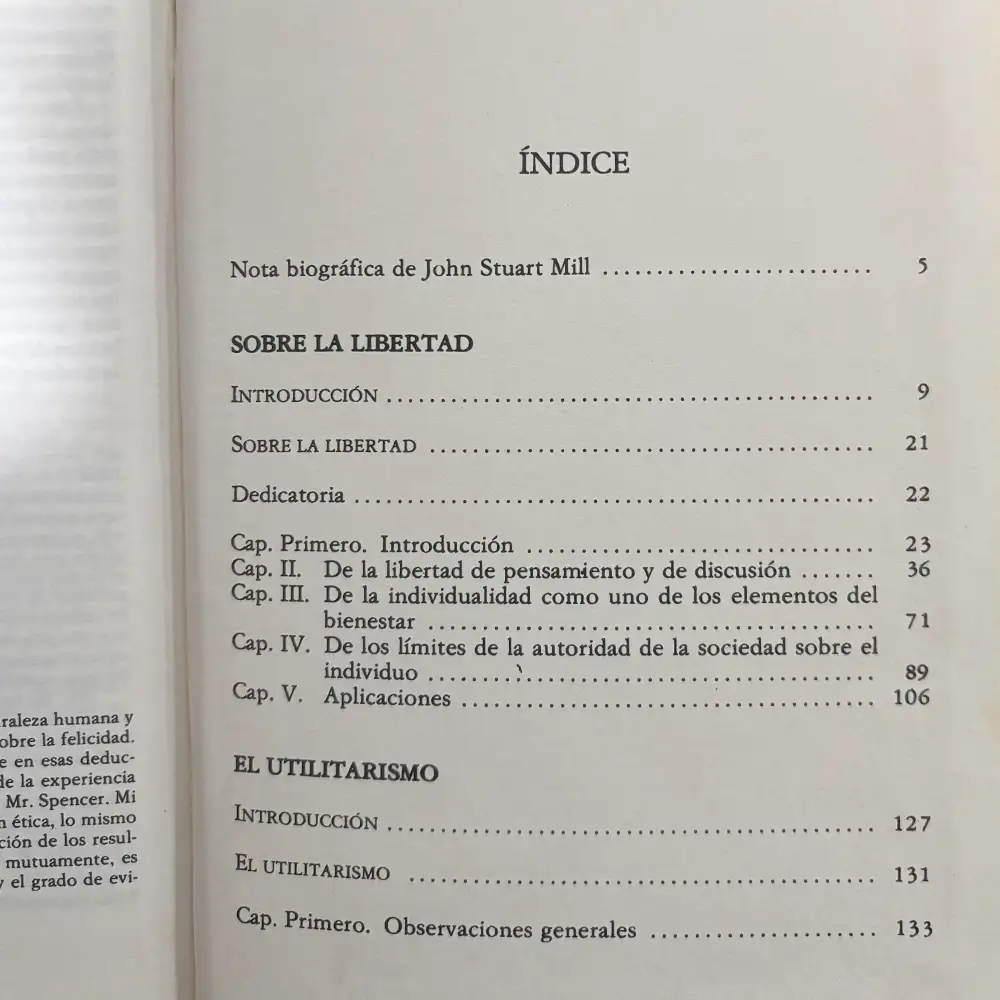 raleza humana y
obre la felicidad.
e en esas deduc-
de la experiencia
Mr. Spencer. Mi
n ética, lo mismo
ción de los resul-
mutuamente, es
y el grado de evi-
ÍNDICE
Nota biográfica de John Stuart Mill ......................... 5
SOBRE LA LIBERTAD
INTRODUCCIÓN ............................................. 9
SOBRE LA LIBERTAD ......................................... 21
Dedicatoria ................................................ 22
Cap. Primero. Introducción ................................ 23
Cap. II. De la libertad de pensamiento y de discusión ....... 36
Cap. III. De la individualidad como uno de los elementos del
bienestar ......................................... 71
Cap. IV. De los límites de la autoridad de la sociedad sobre el
individuo ......................................... 89
Cap. V. Aplicaciones ...................................... 106
EL UTILITARISMO
INTRODUCCIÓN ............................................. 127
EL UTILITARISMO ........................................... 131
Cap. Primero. Observaciones generales ..................... 133